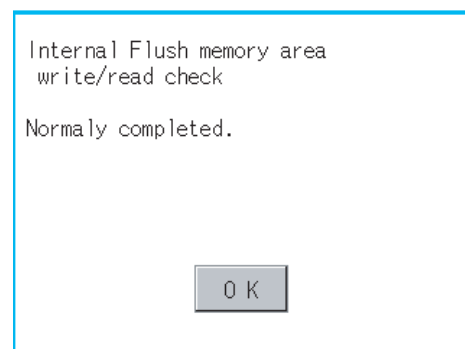 Internal Flush memory area
write/read check
Normaly completed.
OK